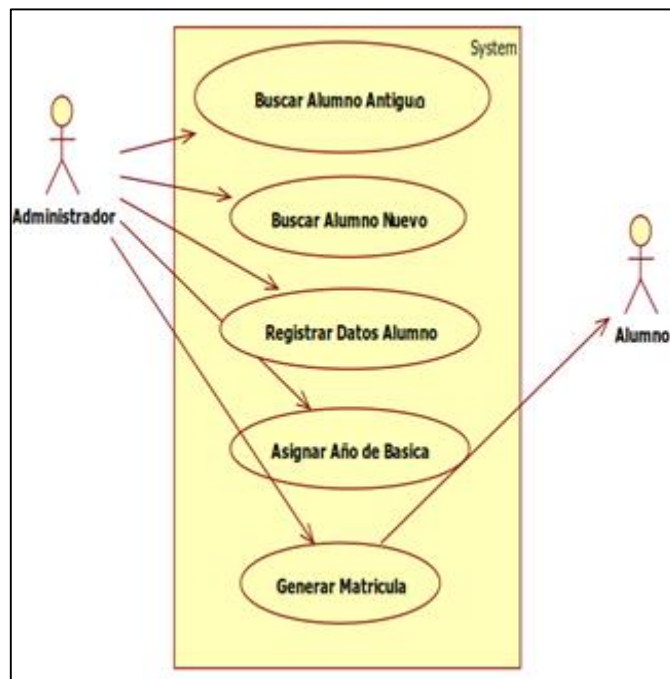 System
Buscar Alumno Antiguo
Administrador
Buscar Alumno Nuevo
Registrar Datos Alumno
Alumno
Asignar Año de Basica
Generar Matricula